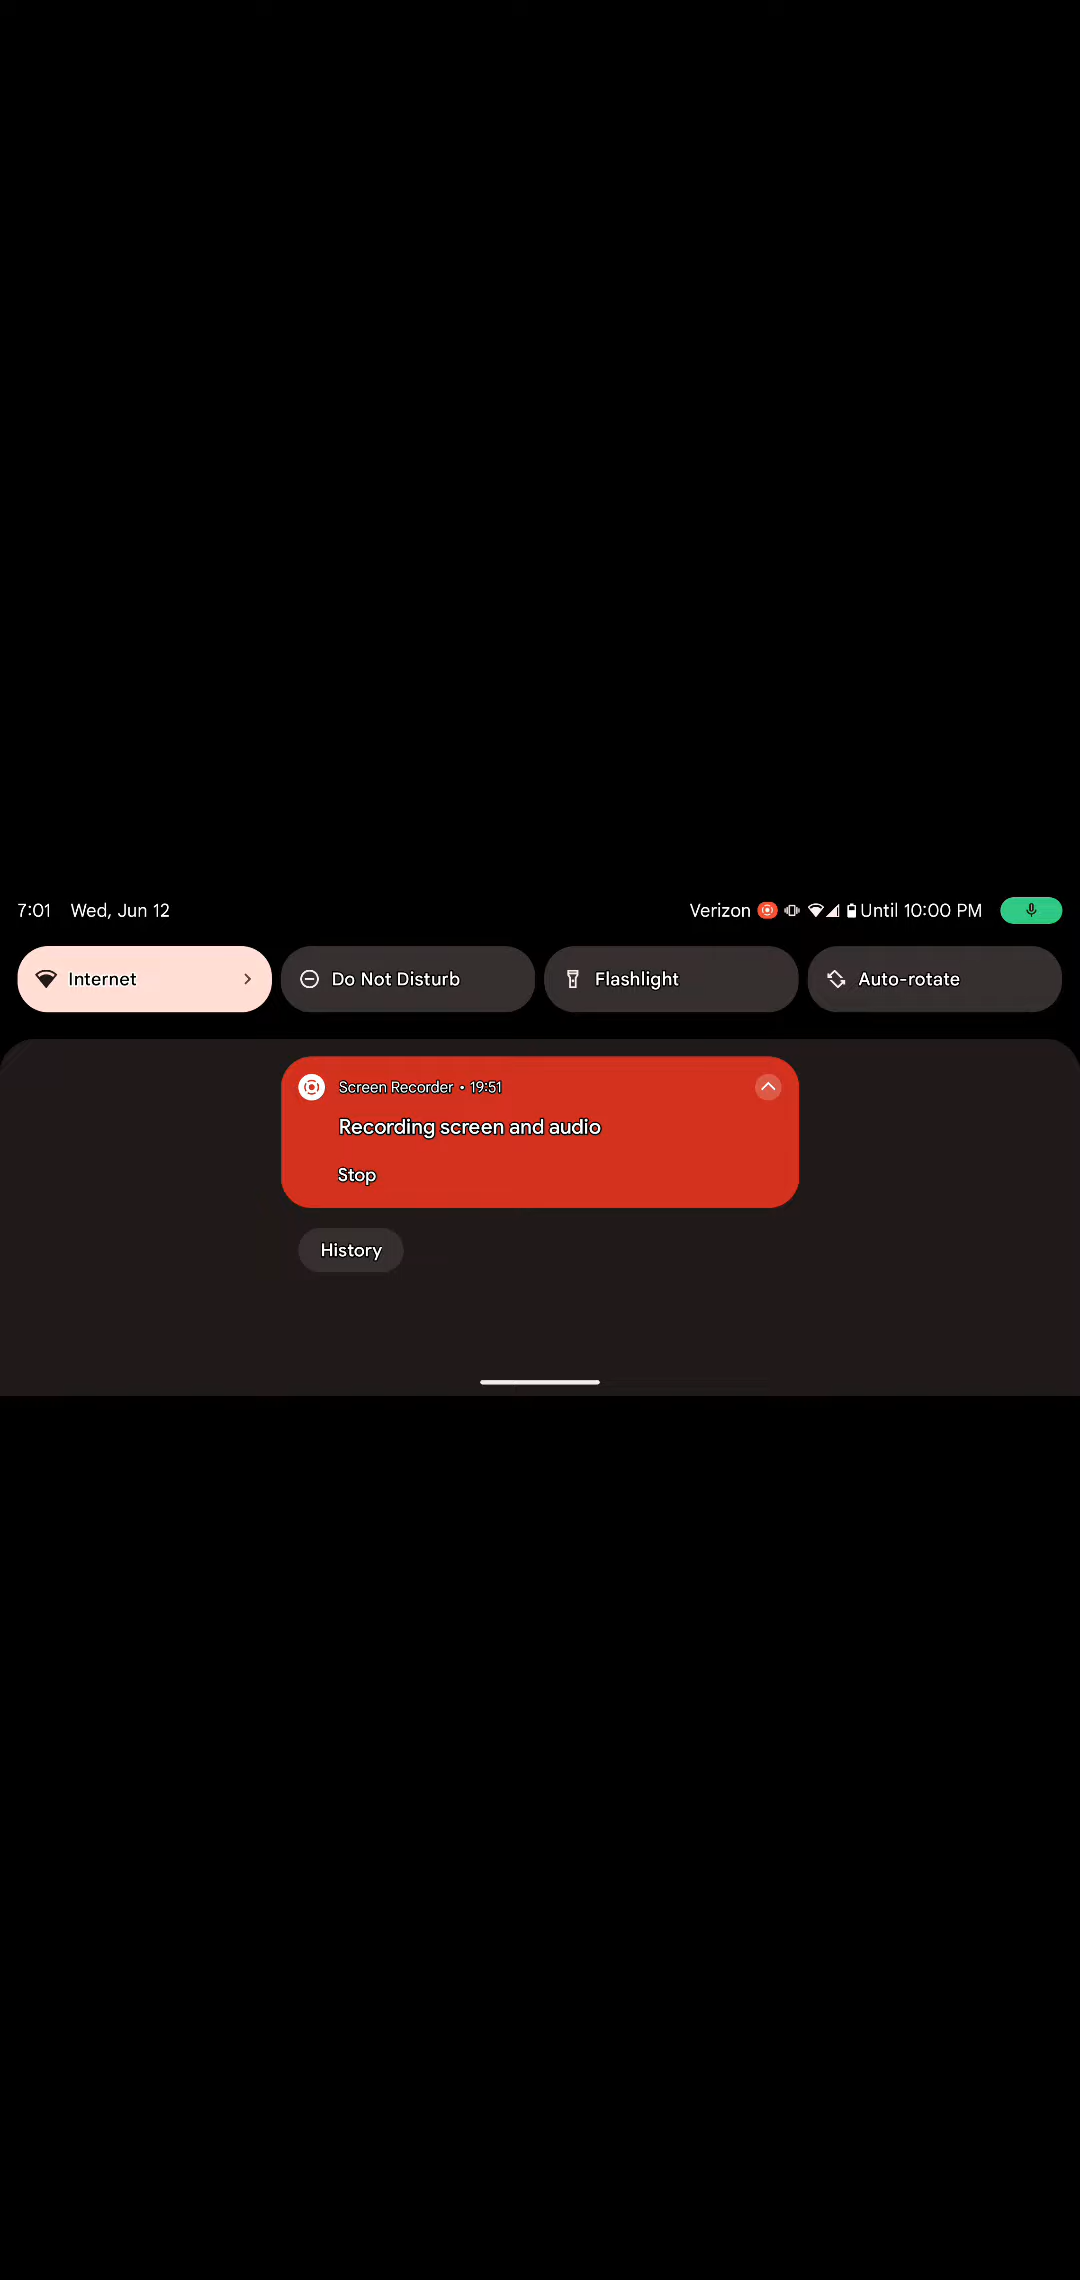 7:01 Wed, Jun 12 Verizon Until 10:00 PM
Internet Do Not Disturb Flashlight Auto-rotate
Screen Recorder • 19:51
Recording screen and audio
Stop
History